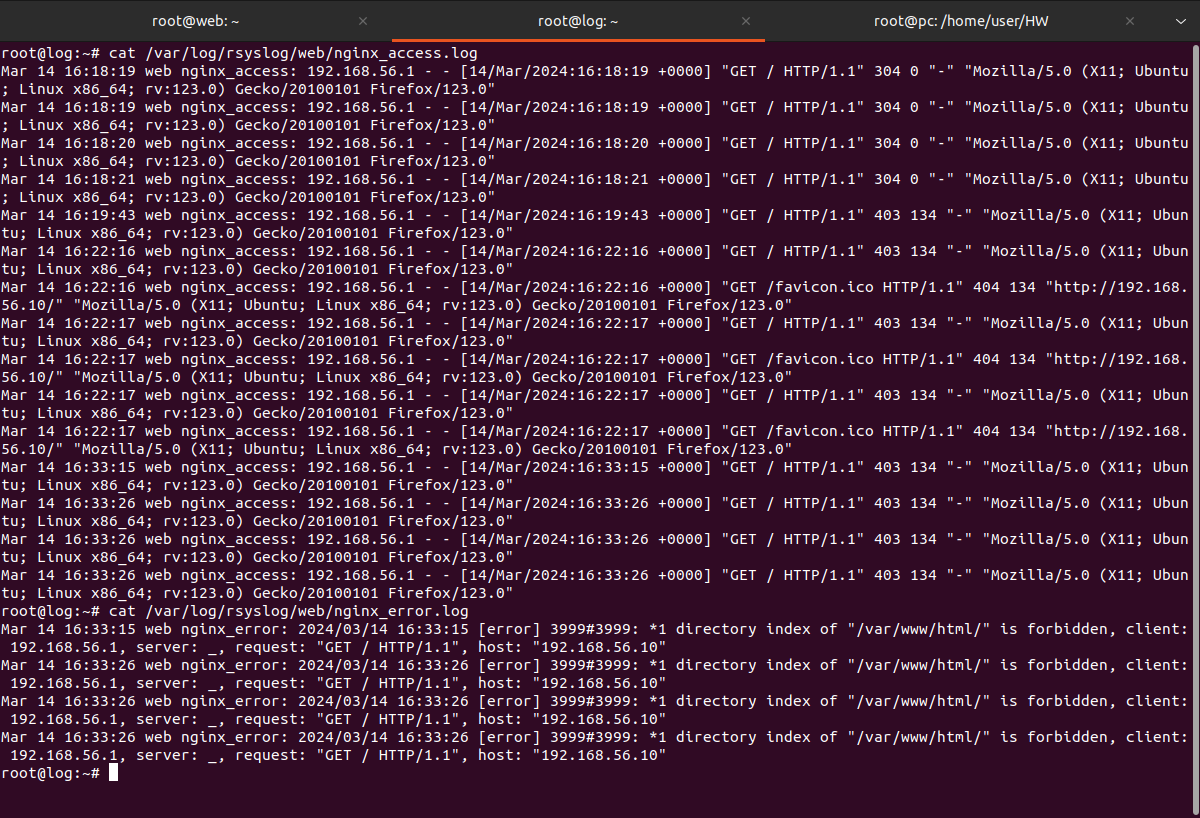 root@web: ~ × root@log: ~ × root@pc: /home/user/HW ×
root@log:~# cat /var/log/rsyslog/web/nginx_access.log
Mar 14 16:18:19 web nginx_access: 192.168.56.1 - - [14/Mar/2024:16:18:19 +0000] "GET / HTTP/1.1" 304 0 "-" "Mozilla/5.0 (X11; Ubuntu
; Linux x86_64; rv:123.0) Gecko/20100101 Firefox/123.0"
Mar 14 16:18:19 web nginx_access: 192.168.56.1 - - [14/Mar/2024:16:18:19 +0000] "GET / HTTP/1.1" 304 0 "-" "Mozilla/5.0 (X11; Ubuntu
; Linux x86_64; rv:123.0) Gecko/20100101 Firefox/123.0"
Mar 14 16:18:20 web nginx_access: 192.168.56.1 - - [14/Mar/2024:16:18:20 +0000] "GET / HTTP/1.1" 304 0 "-" "Mozilla/5.0 (X11; Ubuntu
; Linux x86_64; rv:123.0) Gecko/20100101 Firefox/123.0"
Mar 14 16:18:21 web nginx_access: 192.168.56.1 - - [14/Mar/2024:16:18:21 +0000] "GET / HTTP/1.1" 304 0 "-" "Mozilla/5.0 (X11; Ubuntu
; Linux x86_64; rv:123.0) Gecko/20100101 Firefox/123.0"
Mar 14 16:19:43 web nginx_access: 192.168.56.1 - - [14/Mar/2024:16:19:43 +0000] "GET / HTTP/1.1" 403 134 "-" "Mozilla/5.0 (X11; Ubun
tu; Linux x86_64; rv:123.0) Gecko/20100101 Firefox/123.0"
Mar 14 16:22:16 web nginx_access: 192.168.56.1 - - [14/Mar/2024:16:22:16 +0000] "GET / HTTP/1.1" 403 134 "-" "Mozilla/5.0 (X11; Ubun
tu; Linux x86_64; rv:123.0) Gecko/20100101 Firefox/123.0"
Mar 14 16:22:16 web nginx_access: 192.168.56.1 - - [14/Mar/2024:16:22:16 +0000] "GET /favicon.ico HTTP/1.1" 404 134 "http://192.168.
56.10/" "Mozilla/5.0 (X11; Ubuntu; Linux x86_64; rv:123.0) Gecko/20100101 Firefox/123.0"
Mar 14 16:22:17 web nginx_access: 192.168.56.1 - - [14/Mar/2024:16:22:17 +0000] "GET / HTTP/1.1" 403 134 "-" "Mozilla/5.0 (X11; Ubun
tu; Linux x86_64; rv:123.0) Gecko/20100101 Firefox/123.0"
Mar 14 16:22:17 web nginx_access: 192.168.56.1 - - [14/Mar/2024:16:22:17 +0000] "GET /favicon.ico HTTP/1.1" 404 134 "http://192.168.
56.10/" "Mozilla/5.0 (X11; Ubuntu; Linux x86_64; rv:123.0) Gecko/20100101 Firefox/123.0"
Mar 14 16:22:17 web nginx_access: 192.168.56.1 - - [14/Mar/2024:16:22:17 +0000] "GET / HTTP/1.1" 403 134 "-" "Mozilla/5.0 (X11; Ubun
tu; Linux x86_64; rv:123.0) Gecko/20100101 Firefox/123.0"
Mar 14 16:22:17 web nginx_access: 192.168.56.1 - - [14/Mar/2024:16:22:17 +0000] "GET /favicon.ico HTTP/1.1" 404 134 "http://192.168.
56.10/" "Mozilla/5.0 (X11; Ubuntu; Linux x86_64; rv:123.0) Gecko/20100101 Firefox/123.0"
Mar 14 16:33:15 web nginx_access: 192.168.56.1 - - [14/Mar/2024:16:33:15 +0000] "GET / HTTP/1.1" 403 134 "-" "Mozilla/5.0 (X11; Ubun
tu; Linux x86_64; rv:123.0) Gecko/20100101 Firefox/123.0"
Mar 14 16:33:26 web nginx_access: 192.168.56.1 - - [14/Mar/2024:16:33:26 +0000] "GET / HTTP/1.1" 403 134 "-" "Mozilla/5.0 (X11; Ubun
tu; Linux x86_64; rv:123.0) Gecko/20100101 Firefox/123.0"
Mar 14 16:33:26 web nginx_access: 192.168.56.1 - - [14/Mar/2024:16:33:26 +0000] "GET / HTTP/1.1" 403 134 "-" "Mozilla/5.0 (X11; Ubun
tu; Linux x86_64; rv:123.0) Gecko/20100101 Firefox/123.0"
Mar 14 16:33:26 web nginx_access: 192.168.56.1 - - [14/Mar/2024:16:33:26 +0000] "GET / HTTP/1.1" 403 134 "-" "Mozilla/5.0 (X11; Ubun
tu; Linux x86_64; rv:123.0) Gecko/20100101 Firefox/123.0"
root@log:~# cat /var/log/rsyslog/web/nginx_error.log
Mar 14 16:33:15 web nginx_error: 2024/03/14 16:33:15 [error] 3999#3999: *1 directory index of "/var/www/html/" is forbidden, client:
 192.168.56.1, server: _, request: "GET / HTTP/1.1", host: "192.168.56.10"
Mar 14 16:33:26 web nginx_error: 2024/03/14 16:33:26 [error] 3999#3999: *1 directory index of "/var/www/html/" is forbidden, client:
 192.168.56.1, server: _, request: "GET / HTTP/1.1", host: "192.168.56.10"
Mar 14 16:33:26 web nginx_error: 2024/03/14 16:33:26 [error] 3999#3999: *1 directory index of "/var/www/html/" is forbidden, client:
 192.168.56.1, server: _, request: "GET / HTTP/1.1", host: "192.168.56.10"
Mar 14 16:33:26 web nginx_error: 2024/03/14 16:33:26 [error] 3999#3999: *1 directory index of "/var/www/html/" is forbidden, client:
 192.168.56.1, server: _, request: "GET / HTTP/1.1", host: "192.168.56.10"
root@log:~#